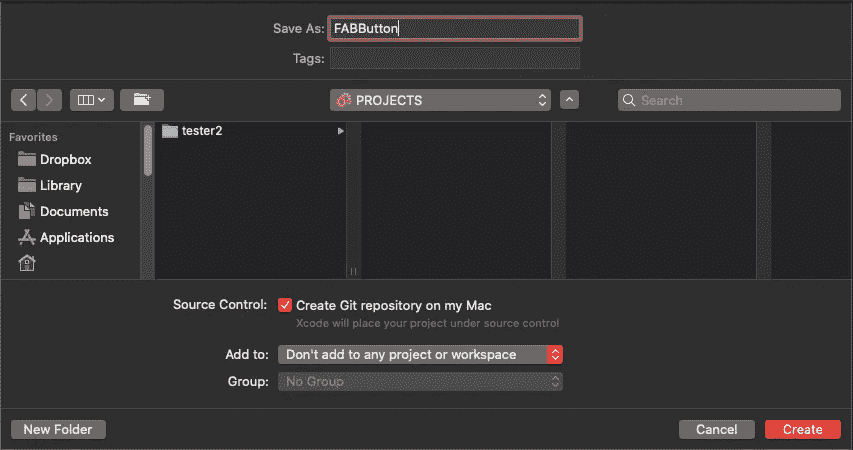 Save As: FABButton
Tags:
PROJECTS
Search
Favorites
tester2
Dropbox
Library
Documents
Applications
Source Control: Create Git repository on my Mac
Xcode will place your project under source control
Add to: Don't add to any project or workspace
Group: No Group
New Folder Cancel Create